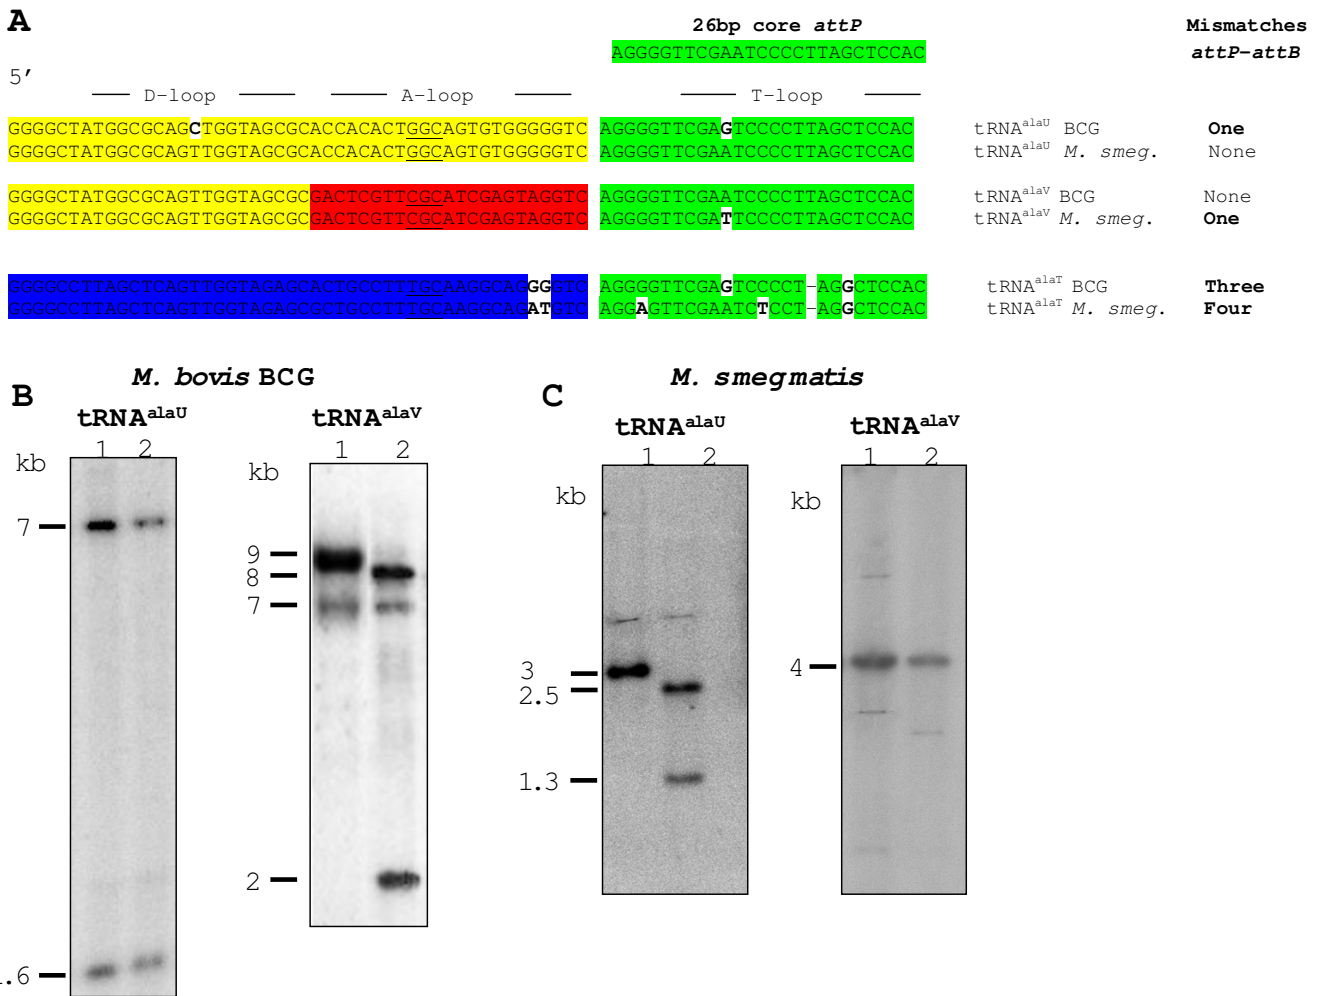 A
26bp core attP
Mismatches
AGGGGTTCGAATCCCCTTAGCTCCAC
attP-attB
5′
D-loop A-loop T-loop
GGGGCTATGGCGCAGCTGGTAGCGCACCACACTGGCAGTGTGGGGGTC AGGGGTTCGAGTCCCCTTAGCTCCAC tRNAalaU BCG One
GGGGCTATGGCGCAGTTGGTAGCGCACCACACTGGCAGTGTGGGGGTC AGGGGTTCGAATCCCCTTAGCTCCAC tRNAalaU M. smeg. None
GGGGCTATGGCGCAGTTGGTAGCGCGACTCGTTCGCATCGAGTAGGTC AGGGGTTCGAATCCCCTTAGCTCCAC tRNAalaV BCG None
GGGGCTATGGCGCAGTTGGTAGCGCGACTCGTTCGCATCGAGTAGGTC AGGGGTTCGATTCCCCTTAGCTCCAC tRNAalaV M. smeg. One
GGGGCCTTAGCTCAGTTGGTAGAGCACTGCCTTTGCAAGGCACGGGTC AGGGGTTCGAGTCCCCT-AGGCTCCAC tRNAalaT BCG Three
GGGGCCTTAGCTCAGTTGGTAGAGCGCTGCCTTTGCAAGGCAGATGTC AGGAGTTCGAATCTCCT-AGGCTCCAC tRNAalaT M. smeg. Four
M. bovis BCG
M. smegmatis
B
C
tRNAalaU
tRNAalaV
tRNAalaU
tRNAalaV
1 2
1 2
1 2
1 2
kb
kb
kb
kb
7
9
8
7
2
.6
3
2.5
1.3
4